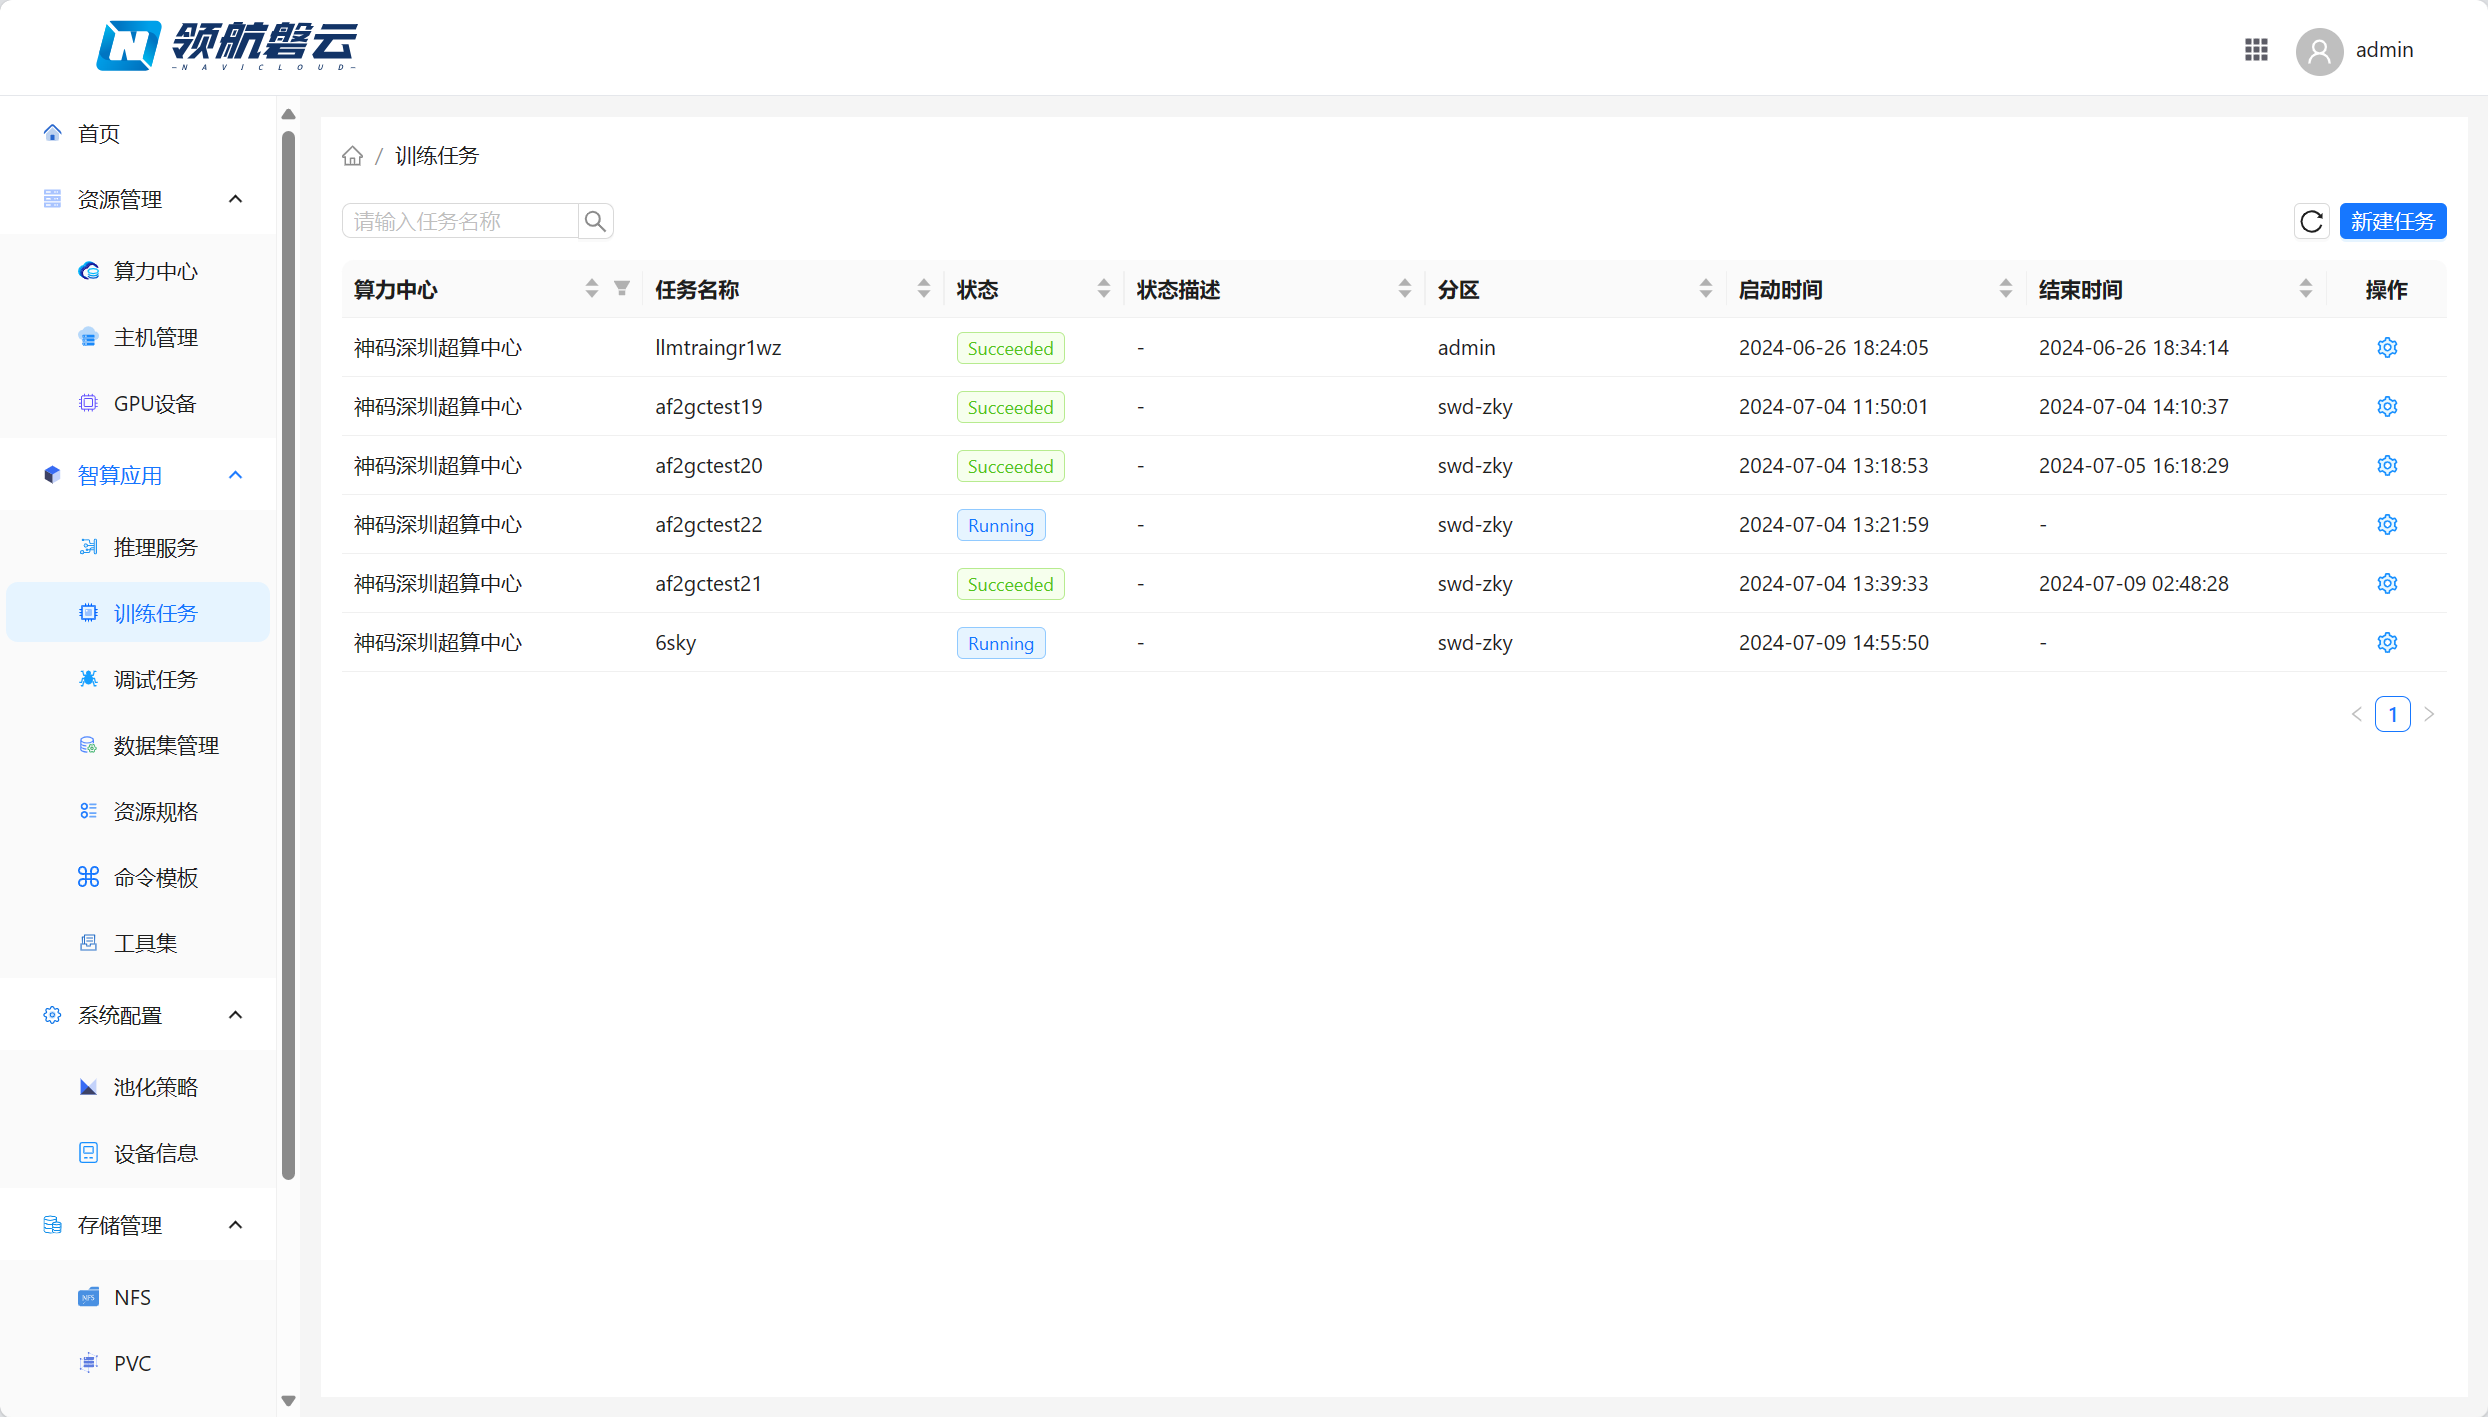 领航磐云
NAVICLOUD
admin
首页
资源管理
算力中心
主机管理
GPU设备
智算应用
推理服务
训练任务
调试任务
数据集管理
资源规格
命令模板
工具集
系统配置
池化策略
设备信息
存储管理
NFS
PVC
/ 训练任务
请输入任务名称
新建任务
算力中心 任务名称 状态 状态描述 分区 启动时间 结束时间 操作
神码深圳超算中心 llmtraingr1wz Succeeded - admin 2024-06-26 18:24:05 2024-06-26 18:34:14
神码深圳超算中心 af2gctest19 Succeeded - swd-zky 2024-07-04 11:50:01 2024-07-04 14:10:37
神码深圳超算中心 af2gctest20 Succeeded - swd-zky 2024-07-04 13:18:53 2024-07-05 16:18:29
神码深圳超算中心 af2gctest22 Running - swd-zky 2024-07-04 13:21:59 -
神码深圳超算中心 af2gctest21 Succeeded - swd-zky 2024-07-04 13:39:33 2024-07-09 02:48:28
神码深圳超算中心 6sky Running - swd-zky 2024-07-09 14:55:50 -
< 1 >